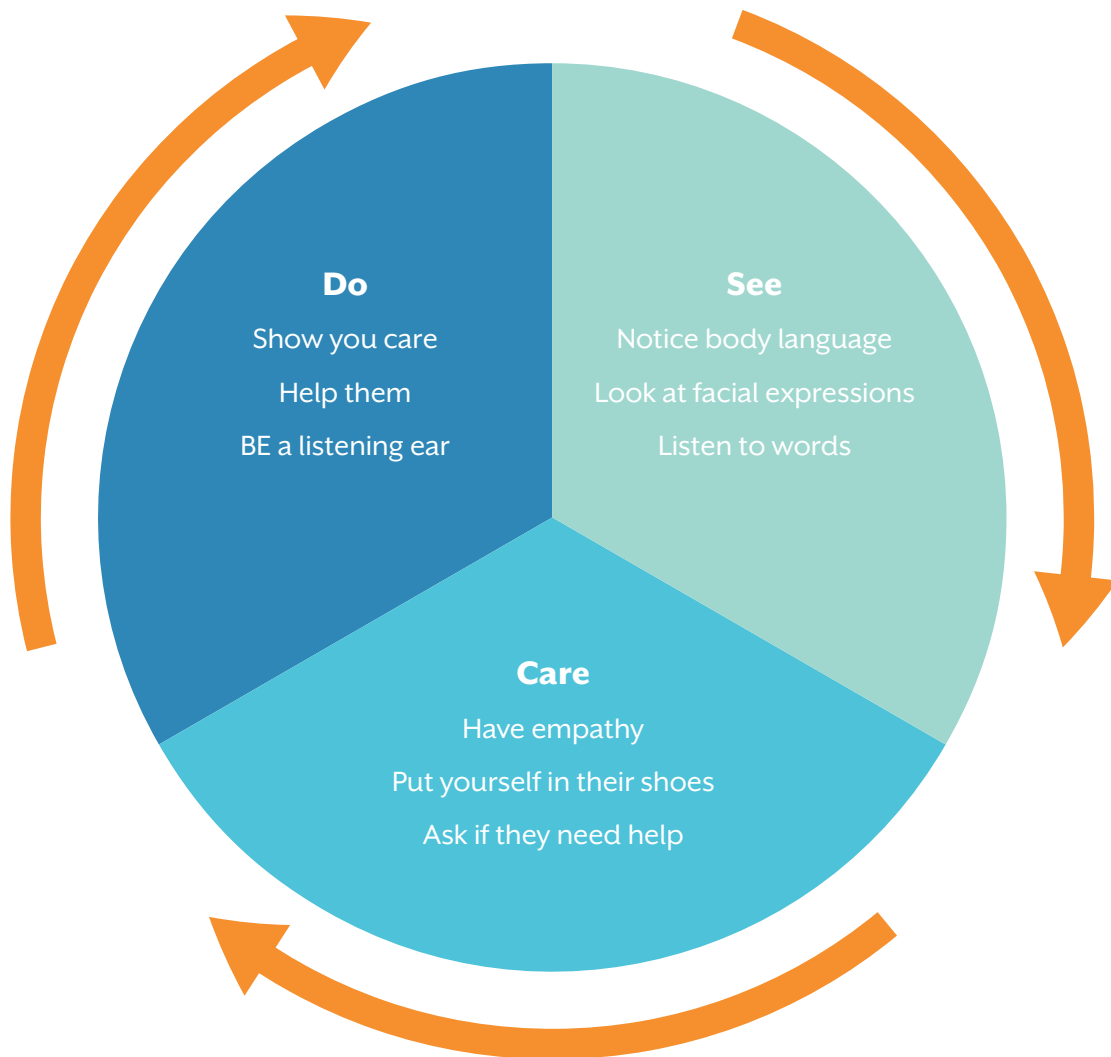 Do
Show you care
Help them
BE a listening ear
See
Notice body language
Look at facial expressions
Listen to words
Care
Have empathy
Put yourself in their shoes
Ask if they need help